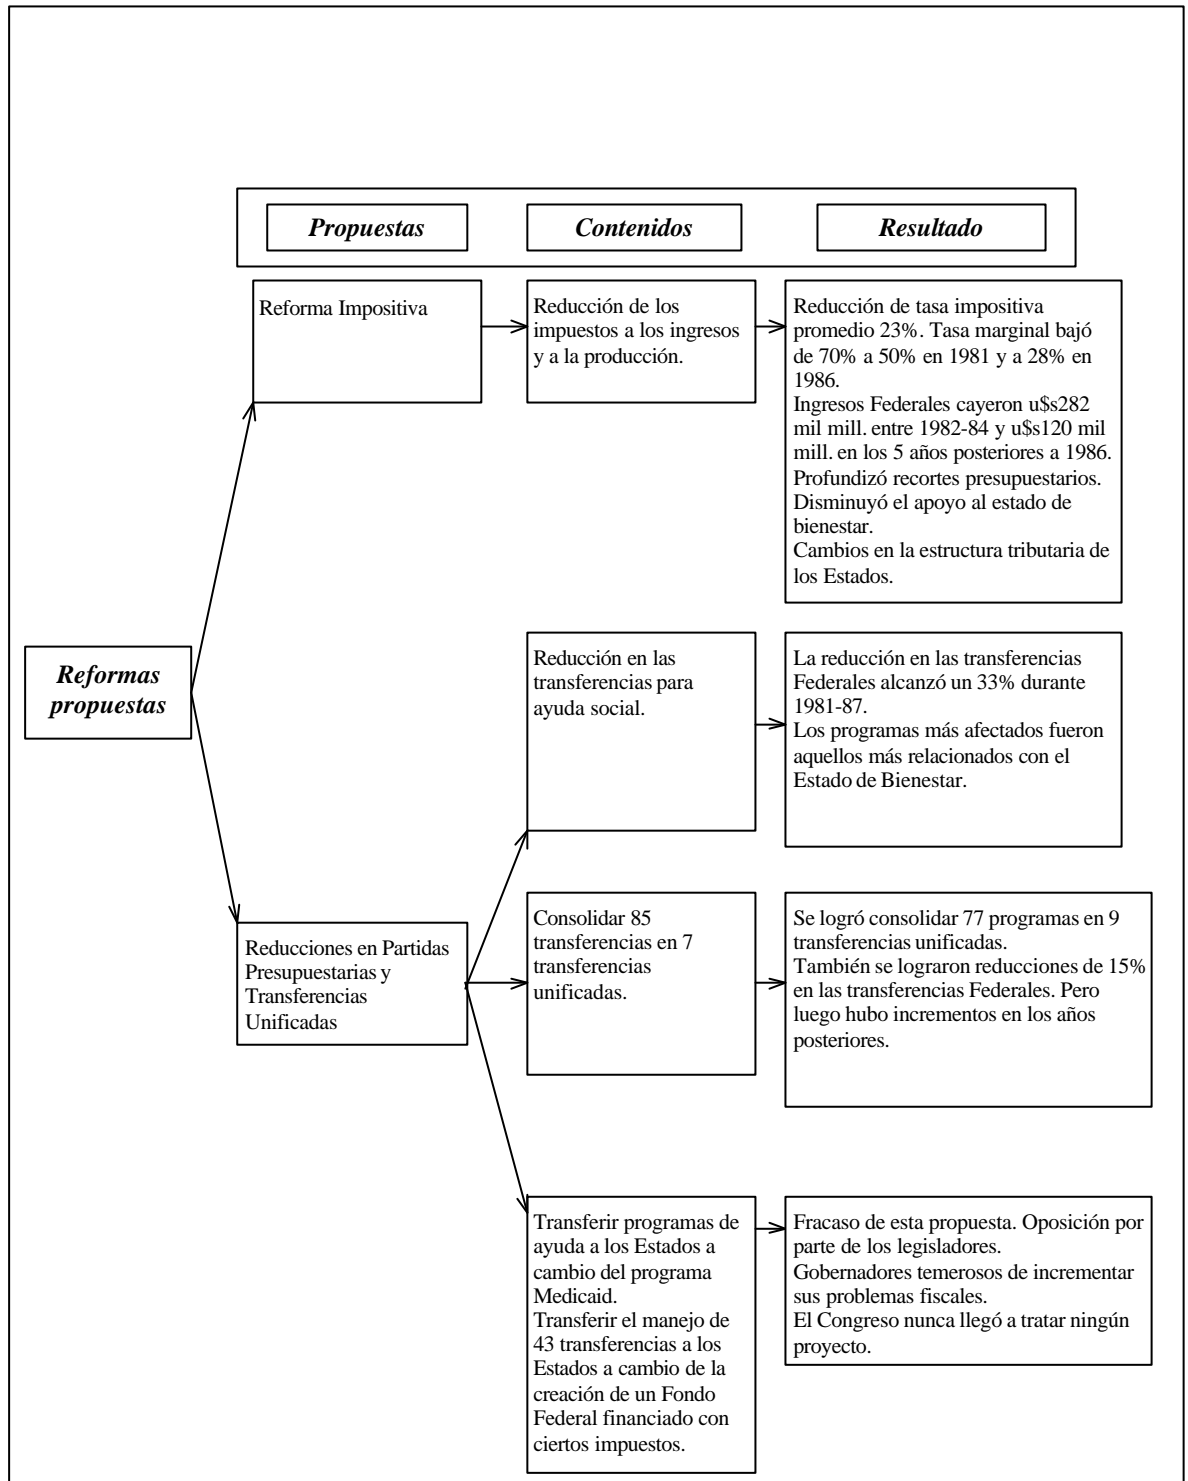 Propuestas
Contenidos
Resultado
Reforma Impositiva
Reducción de los
impuestos a los ingresos
y a la producción.
Reducción de tasa impositiva
promedio 23%. Tasa marginal bajó
de 70% a 50% en 1981 y a 28% en
1986.
Ingresos Federales cayeron u$s282
mil mill. entre 1982-84 y u$s120 mil
mill. en los 5 años posteriores a 1986.
Profundizó recortes presupuestarios.
Disminuyó el apoyo al estado de
bienestar.
Cambios en la estructura tributaria de
los Estados.
Reformas
propuestas
Reducción en las
transferencias para
ayuda social.
La reducción en las transferencias
Federales alcanzó un 33% durante
1981-87.
Los programas más afectados fueron
aquellos más relacionados con el
Estado de Bienestar.
Reducciones en Partidas
Presupuestarias y
Transferencias
Unificadas
Consolidar 85
transferencias en 7
transferencias
unificadas.
Se logró consolidar 77 programas en 9
transferencias unificadas.
También se lograron reducciones de 15%
en las transferencias Federales. Pero
luego hubo incrementos en los años
posteriores.
Transferir programas de
ayuda a los Estados a
cambio del programa
Medicaid.
Transferir el manejo de
43 transferencias a los
Estados a cambio de la
creación de un Fondo
Federal financiado con
ciertos impuestos.
Fracaso de esta propuesta. Oposición por
parte de los legisladores.
Gobernadores temerosos de incrementar
sus problemas fiscales.
El Congreso nunca llegó a tratar ningún
proyecto.